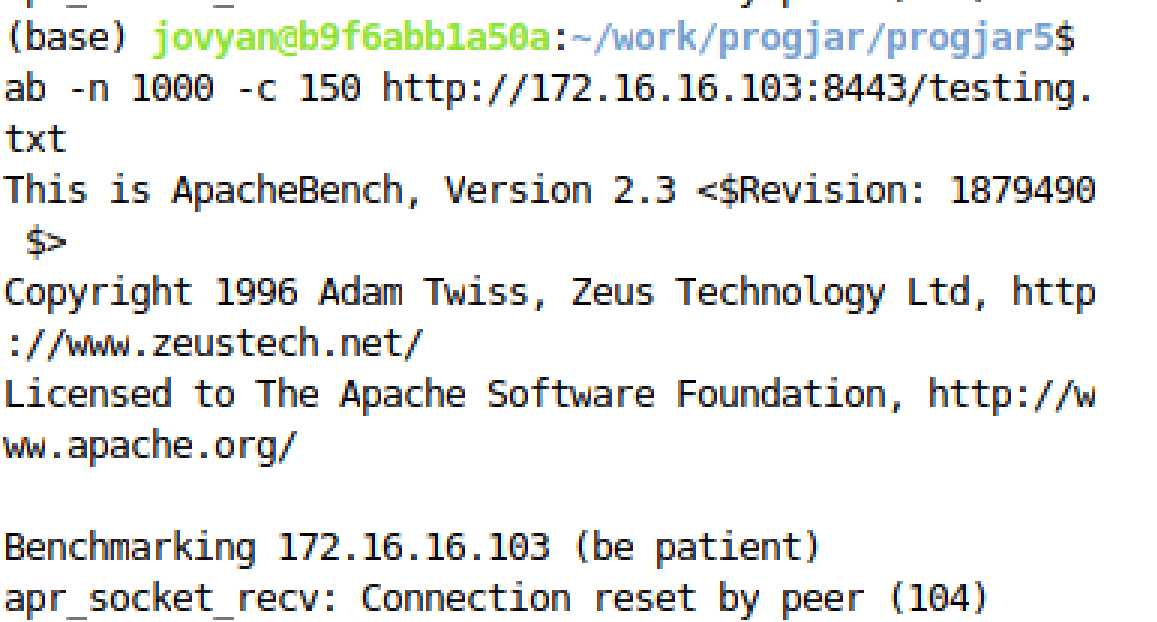 (base) jovyan@b9f6abb1a50a:~/work/progjar/progjar5$
ab -n 1000 -c 150 http://172.16.16.103:8443/testing.
txt
This is ApacheBench, Version 2.3 <$Revision: 1879490
 $>
Copyright 1996 Adam Twiss, Zeus Technology Ltd, http
://www.zeustech.net/
Licensed to The Apache Software Foundation, http://w
ww.apache.org/

Benchmarking 172.16.16.103 (be patient)
apr_socket_recv: Connection reset by peer (104)